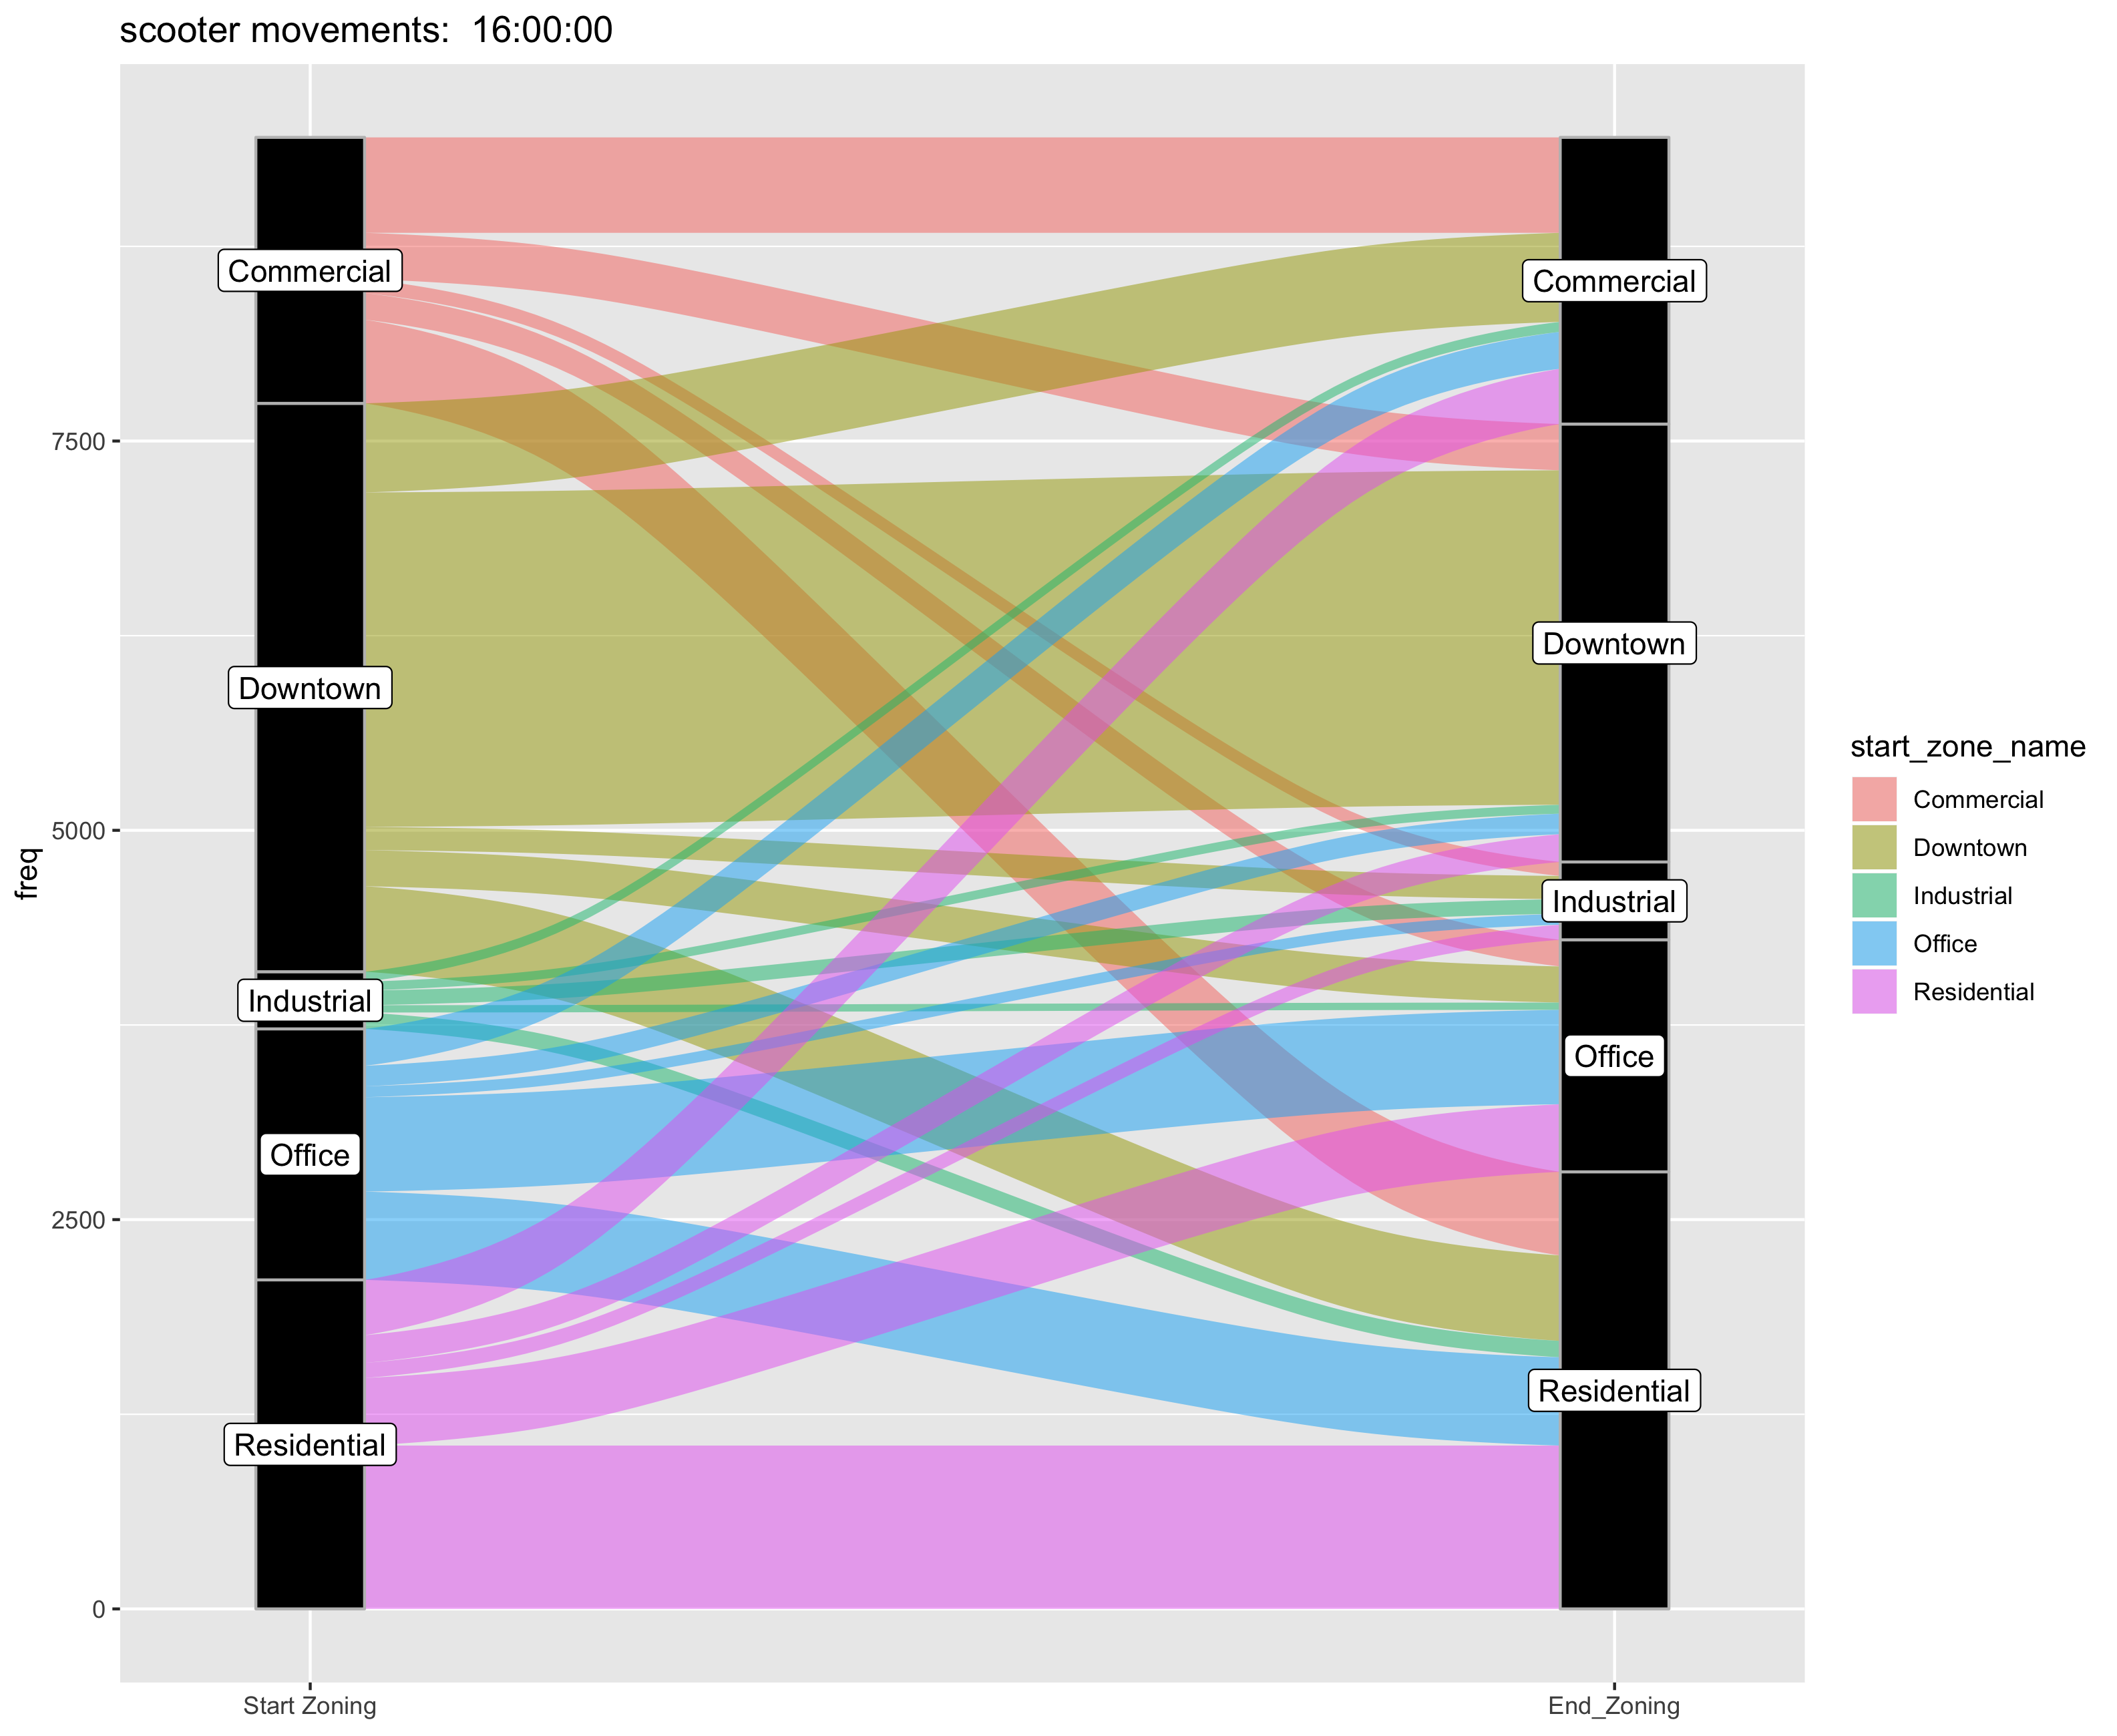 scooter movements:  16:00:00
freq
7500
5000
2500
0
Commercial
Downtown
Industrial
Office
Residential
Commercial
Downtown
Industrial
Office
Residential
Start Zoning
End_Zoning
start_zone_name
Commercial
Downtown
Industrial
Office
Residential